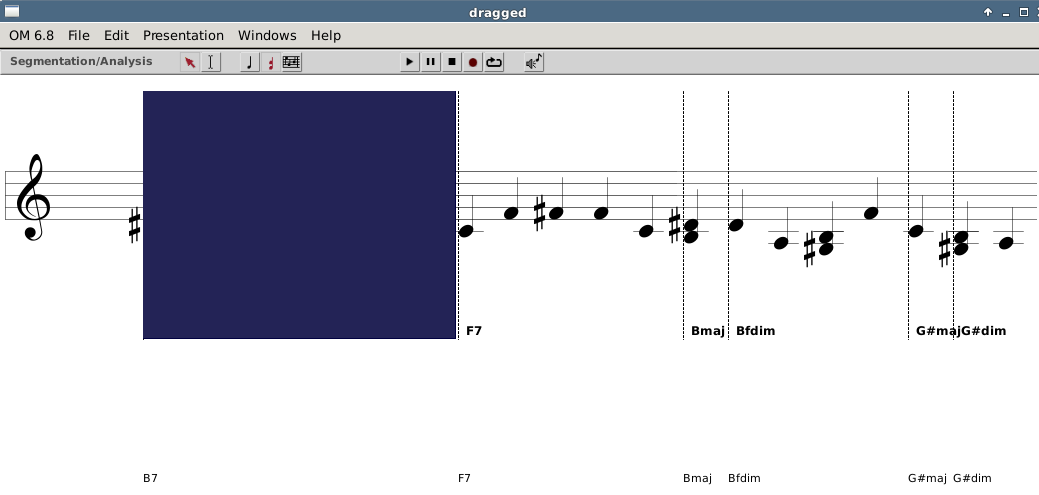 dragged
OM 6.8 File Edit Presentation Windows Help
Segmentation/Analysis
F7 Bmaj Bfdim G#maj G#dim
B7 F7 Bmaj Bfdim G#maj G#dim